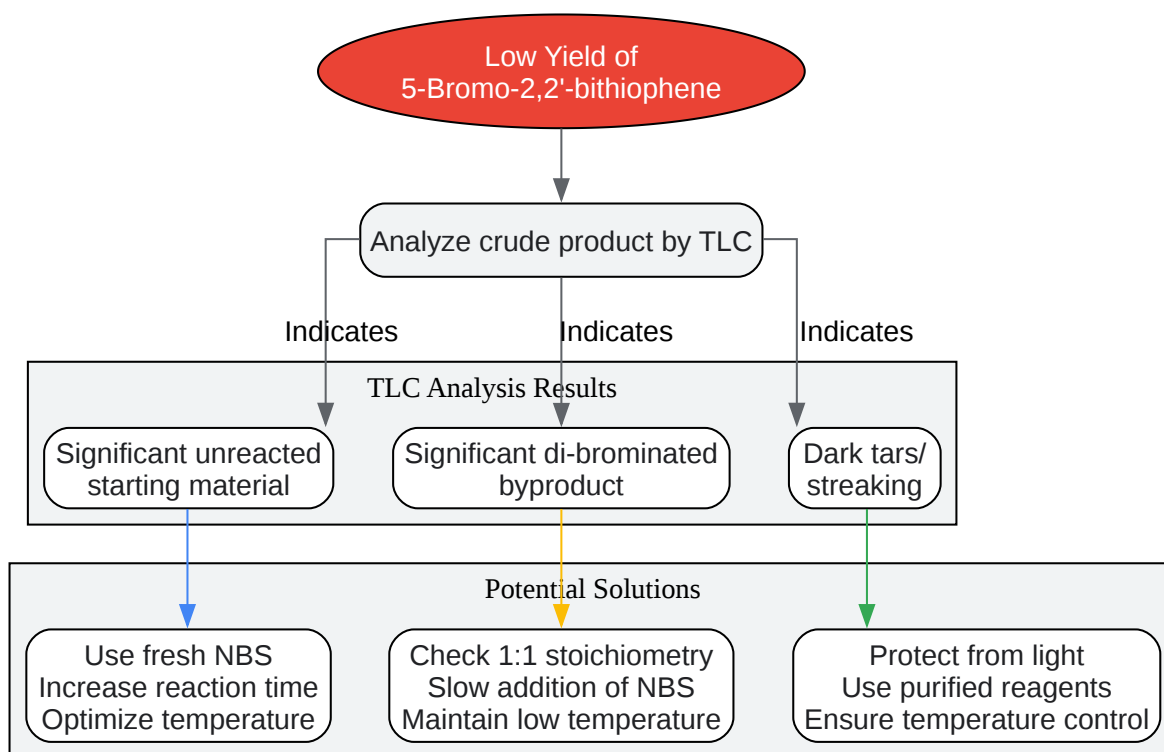 Low Yield of
5-Bromo-2,2'-bithiophene
Analyze crude product by TLC
Indicates
Indicates
Indicates
TLC Analysis Results
Significant unreacted
starting material
Significant di-brominated
byproduct
Dark tars/
streaking
Potential Solutions
Use fresh NBS
Increase reaction time
Optimize temperature
Check 1:1 stoichiometry
Slow addition of NBS
Maintain low temperature
Protect from light
Use purified reagents
Ensure temperature control